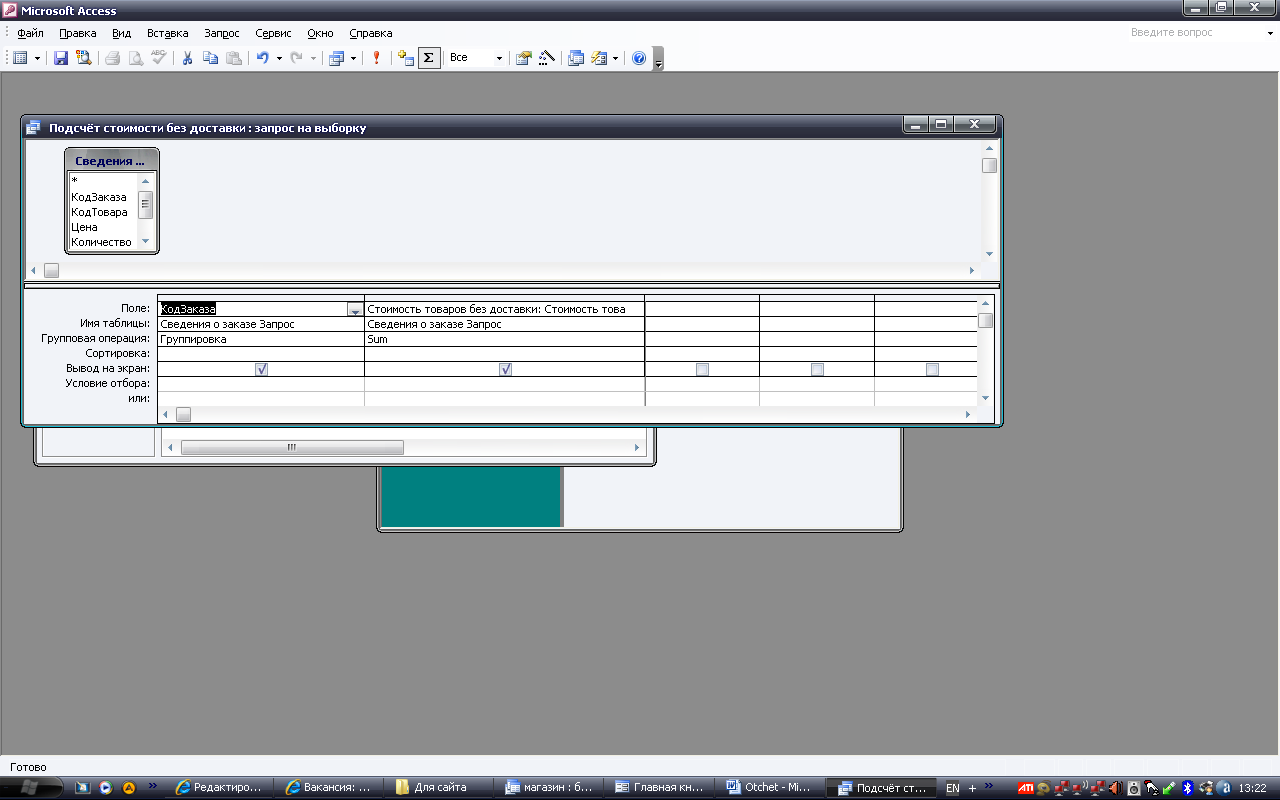 Microsoft Access
Файл Правка Вид Вставка Запрос Сервис Окно Справка Введите вопрос
Все
Подсчёт стоимости без доставки : запрос на выборку
Сведения ...
*
КодЗаказа
КодТовара
Цена
Количество
Поле: КодЗаказа Стоимость товаров без доставки: Стоимость това
Имя таблицы: Сведения о заказе Запрос Сведения о заказе Запрос
Групповая операция: Группировка Sum
Сортировка:
Вывод на экран:
Условие отбора:
или:
Готово
Редактиро... Вакансия: ... Для сайта магазин : б... Главная кн... Otchet - Mi... Подсчёт ст... EN ATI 13:22